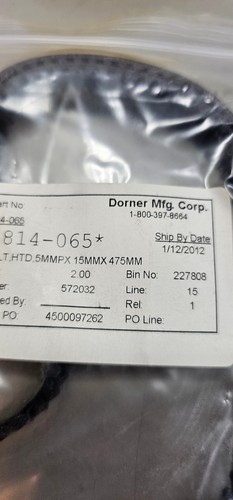 art No Dorner Mfg. Corp.
1-800-397-8664
4-065
814-065* Ship By Date
1/12/2012
LT,HTD,5MMPX 15MMX 475MM
2.00 Bin No: 227808
er: 572032 Line: 15
ed By: Rel: 1
PO: 4500097262 PO Line: